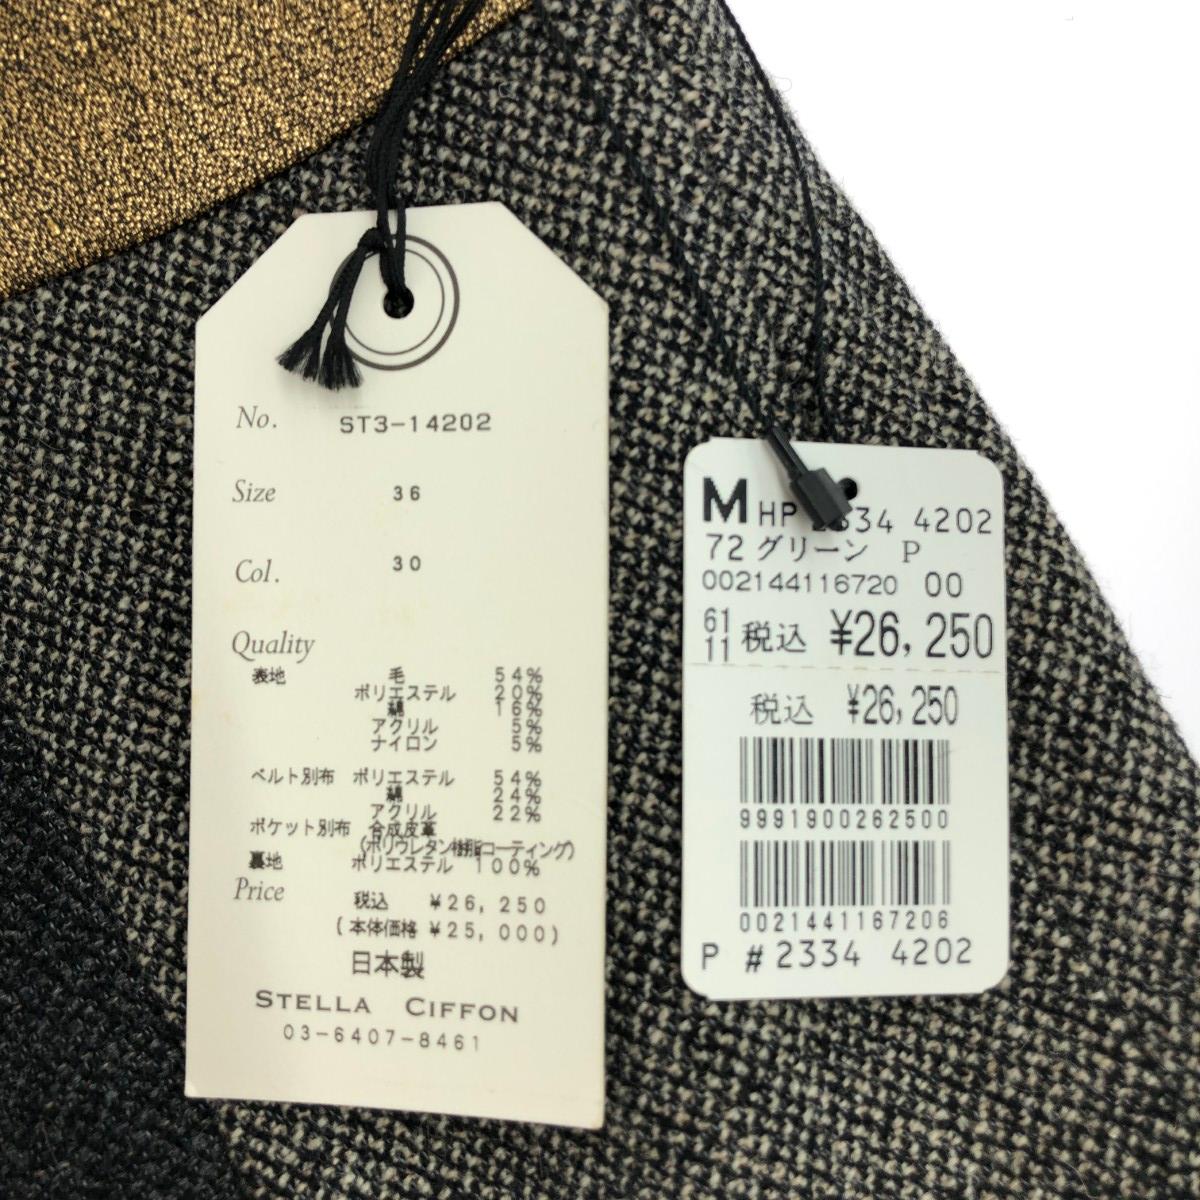 No. ST3-14202
Size 36
Col. 30
Quality
表地 毛 54%
ポリエステル 20%
綿 16%
アクリル 5%
ナイロン 5%
ベルト別布 ポリエステル 54%
綿 24%
アクリル 22%
ポケット別布 合成皮革
(ポリウレタン樹脂コーティング)
裏地 ポリエステル 100%
Price 税込 ¥26,250
(本体価格 ¥25,000)
日本製
STELLA CIFFON
03-6407-8461
M HP 2334 4202
72 グリーン P
002144116720 00
61
11 税込 ¥26,250
税込 ¥26,250
9991900262500
0021441167206
P #2334 4202